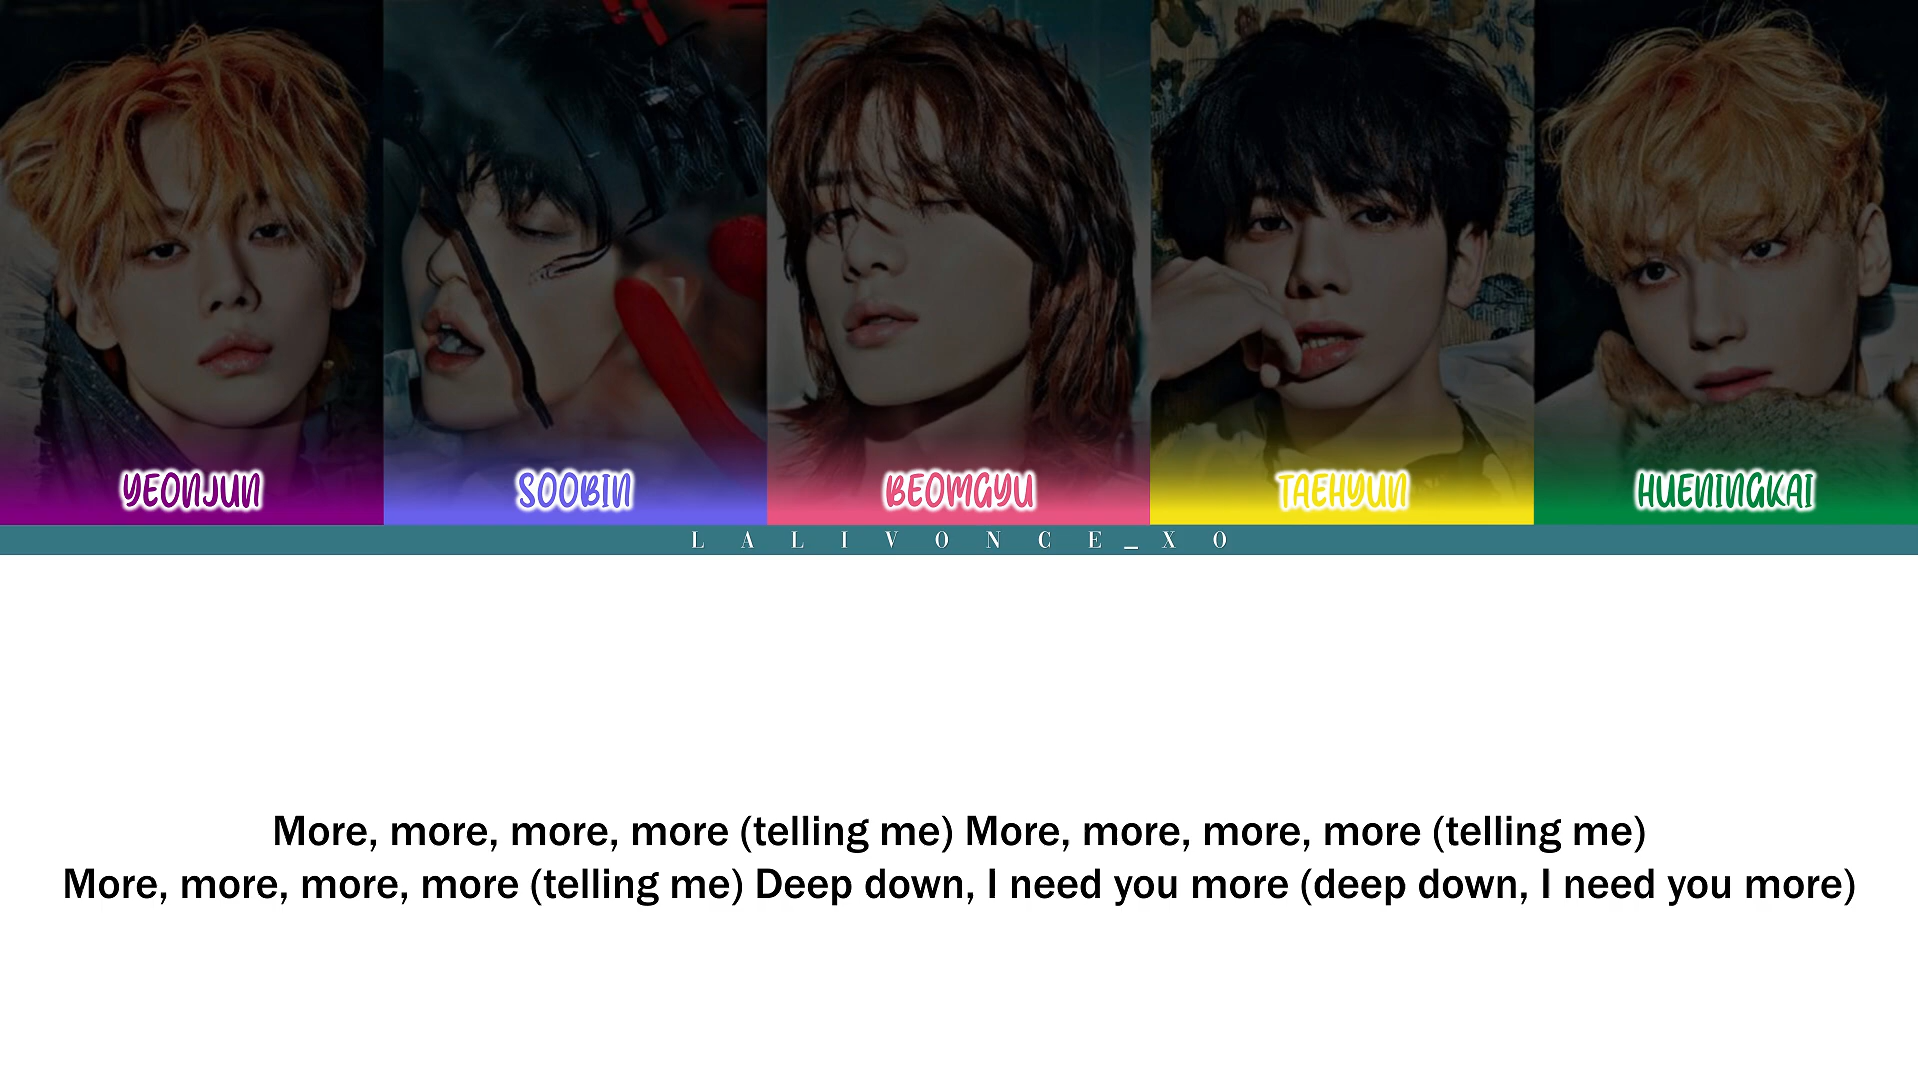 YEONJUN SOOBIN BEOMGYU TAEHYUN HUENINGKAI
LALIVONCE_XO
More, more, more, more (telling me) More, more, more, more (telling me)
More, more, more, more (telling me) Deep down, I need you more (deep down, I need you more)